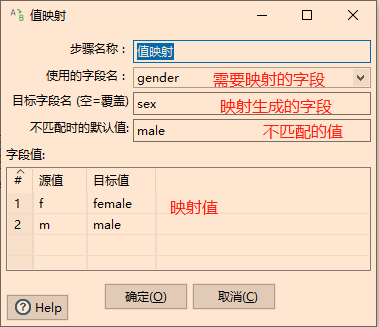 值映射
步骤名称： 值映射
使用的字段名： gender 需要映射的字段
目标字段名 (空=覆盖) sex 映射生成的字段
不匹配时的默认值: male 不匹配的值
字段值:
# 源值 目标值
1 f female
2 m male
映射值
确定(O) 取消(C)
Help